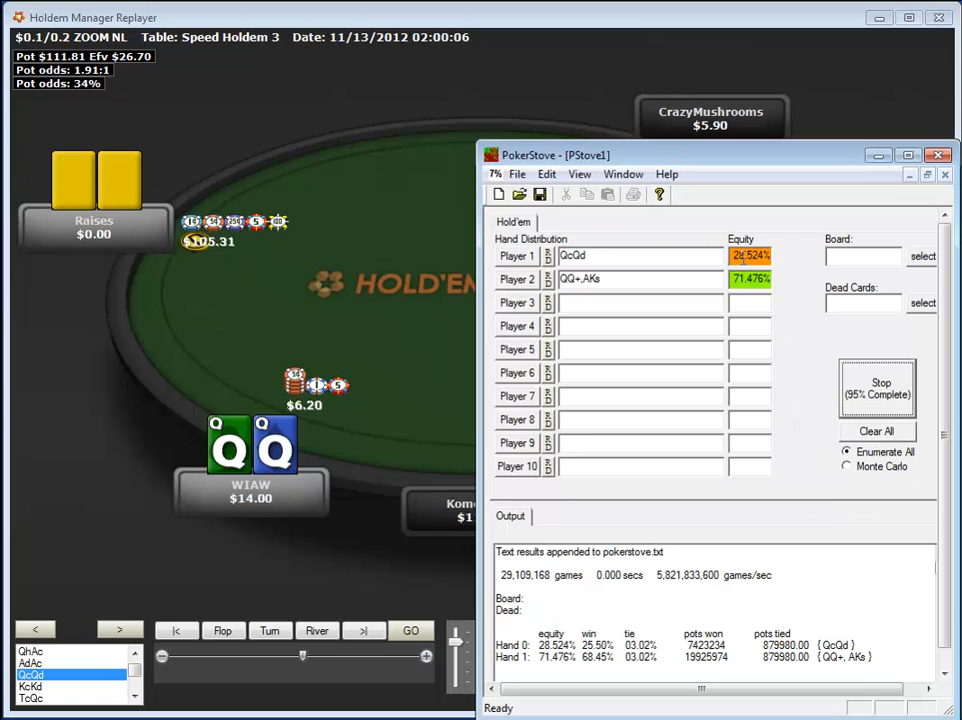 Holdem Manager Replayer
$0.1/0.2 ZOOM NL Table: Speed Holdem 3 Date: 11/13/2012 02:00:06
Pot $111.81 Efv $26.70
Pot odds: 1.91:1
Pot odds: 34%
CrazyMushrooms
$5.90
Raises
$0.00
$105.31
HOLD'EM
$6.20
Q Q
Q Q
WIAW
$14.00
Kom
$1
<
>
|<
Flop
Turn
River
>|
GO
QhAc
AdAc
QcQd
KcKd
TcQc
PokerStove - [PStove1]
7% File Edit View Window Help
Hold'em
Hand Distribution Equity Board:
Player 1 QcQd 28.524% select
Player 2 QQ+,AKs 71.476% Dead Cards:
Player 3 select
Player 4
Player 5
Player 6
Player 7
Player 8
Player 9
Player 10
Stop
(95% Complete)
Clear All
Enumerate All
Monte Carlo
Output
Text results appended to pokerstove.txt
29,109,168 games 0.000 secs 5,821,833,600 games/sec
Board:
Dead:
equity win tie pots won pots tied
Hand 0: 28.524% 25.50% 03.02% 7423234 879980.00 { QcQd }
Hand 1: 71.476% 68.45% 03.02% 19925974 879980.00 { QQ+, AKs }
Ready